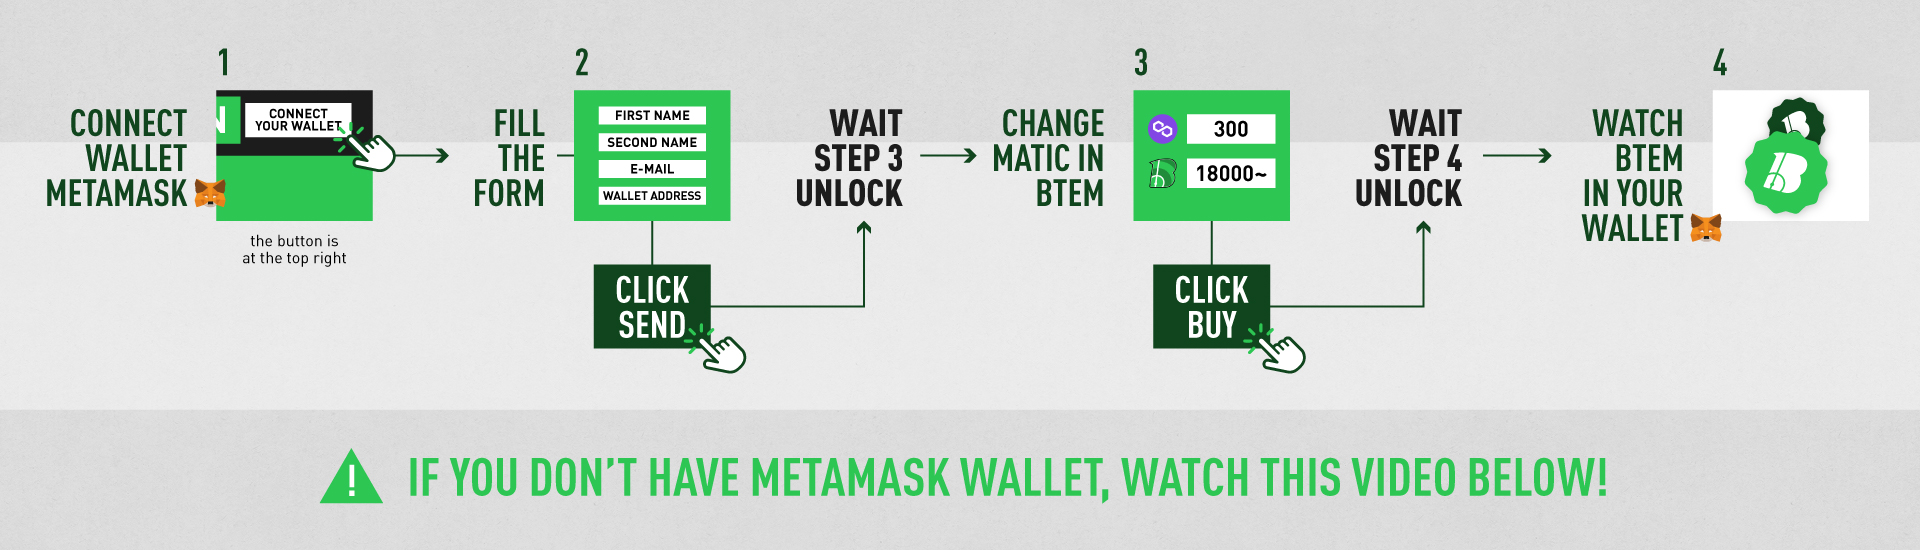 1
CONNECT
WALLET
METAMASK
N
CONNECT
YOUR WALLET
the button is
at the top right
2
FILL
THE
FORM
FIRST NAME
SECOND NAME
E-MAIL
WALLET ADDRESS
CLICK
SEND
WAIT
STEP 3
UNLOCK
3
CHANGE
MATIC IN
BTEM
300
18000~
CLICK
BUY
WAIT
STEP 4
UNLOCK
4
WATCH
BTEM
IN YOUR
WALLET
B
B
! IF YOU DON'T HAVE METAMASK WALLET, WATCH THIS VIDEO BELOW!